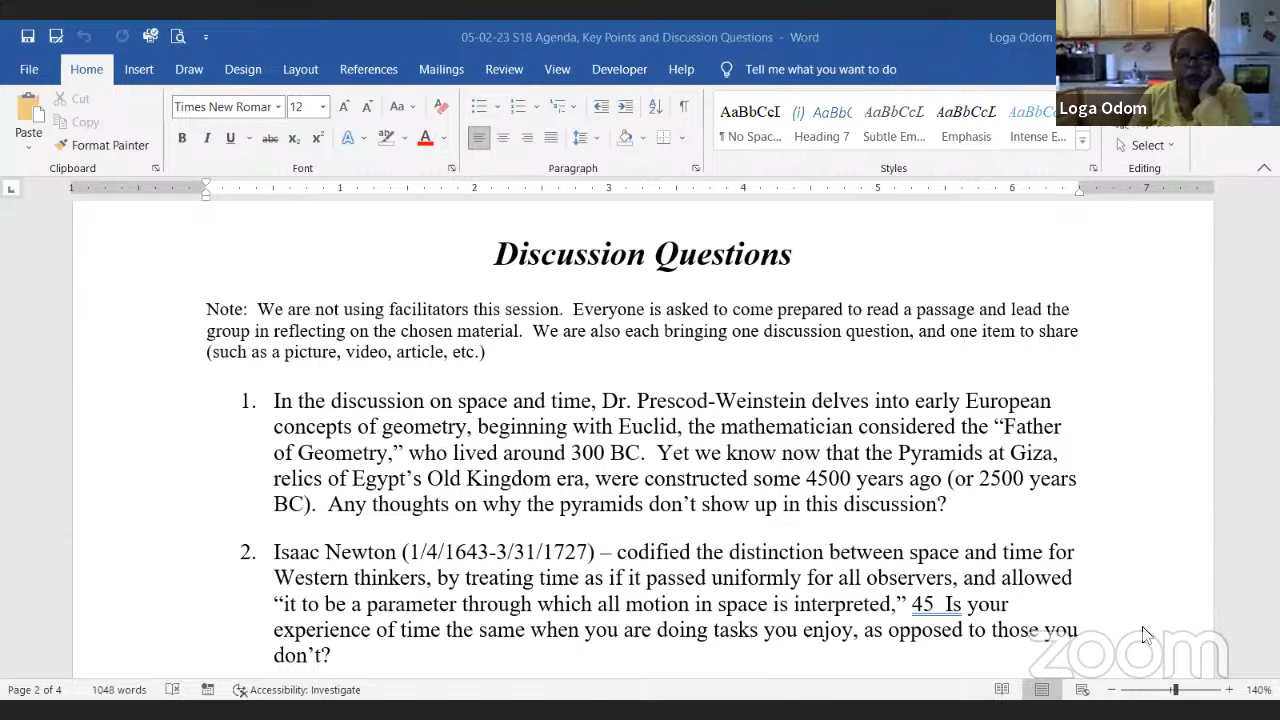 05-02-23 S18 Agenda, Key Points and Discussion Questions - Word
Loga Odom
File Home Insert Draw Design Layout References Mailings Review View Developer Help Tell me what you want to do
Loga Odom
Paste
Cut
Copy
Format Painter
Times New Romar 12
AaBbCcI (i) AaBbC AaBbCcL AaBbCcL AaBbCcL
¶ No Spac... Heading 7 Subtle Em... Emphasis Intense E...
Select
Clipboard Font Paragraph Styles Editing
1 1 2 3 4 5 6 7
Discussion Questions
Note: We are not using facilitators this session. Everyone is asked to come prepared to read a passage and lead the
group in reflecting on the chosen material. We are also each bringing one discussion question, and one item to share
(such as a picture, video, article, etc.)
1. In the discussion on space and time, Dr. Prescod-Weinstein delves into early European
concepts of geometry, beginning with Euclid, the mathematician considered the “Father
of Geometry,” who lived around 300 BC. Yet we know now that the Pyramids at Giza,
relics of Egypt’s Old Kingdom era, were constructed some 4500 years ago (or 2500 years
BC). Any thoughts on why the pyramids don’t show up in this discussion?
2. Isaac Newton (1/4/1643-3/31/1727) – codified the distinction between space and time for
Western thinkers, by treating time as if it passed uniformly for all observers, and allowed
“it to be a parameter through which all motion in space is interpreted,” 45 Is your
experience of time the same when you are doing tasks you enjoy, as opposed to those you
don’t?
zoom
Page 2 of 4 1048 words Accessibility: Investigate 140%